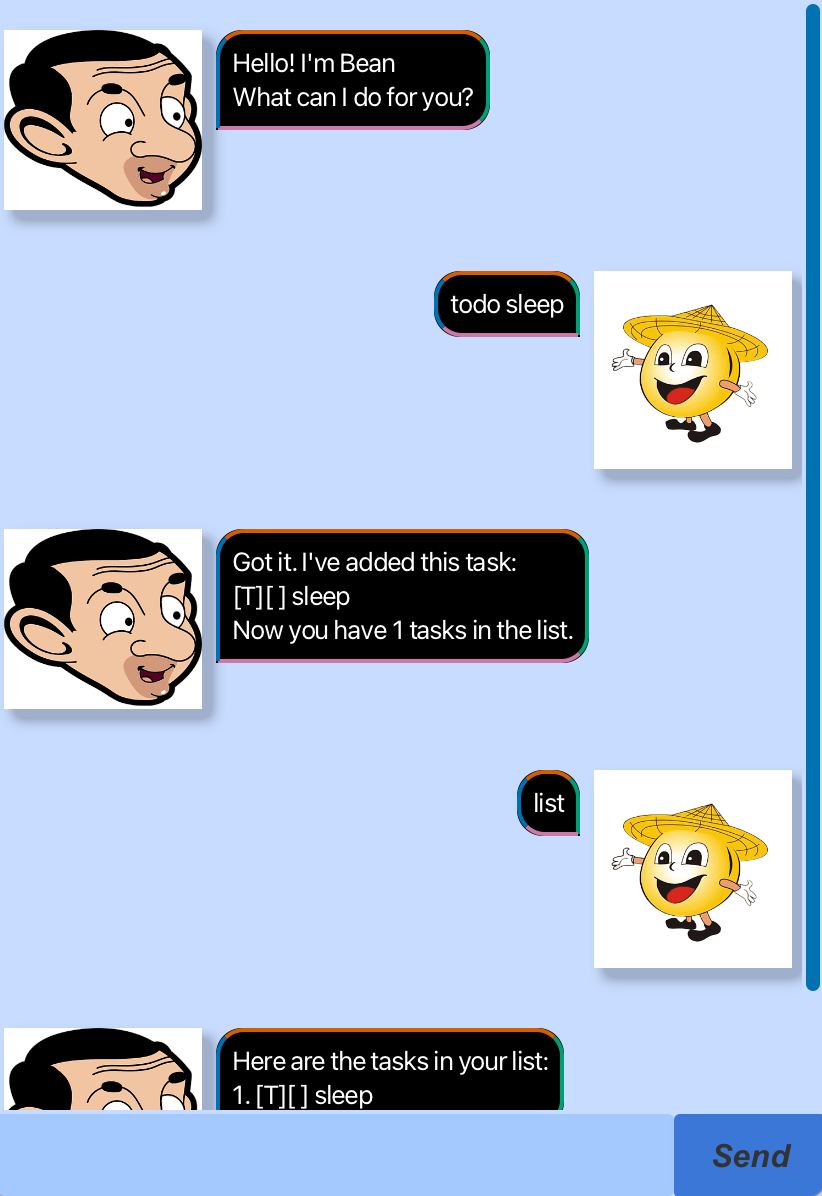 Hello! I'm Bean
What can I do for you?
todo sleep
Got it. I've added this task:
[T][ ] sleep
Now you have 1 tasks in the list.
list
Here are the tasks in your list:
1. [T][ ] sleep
Send